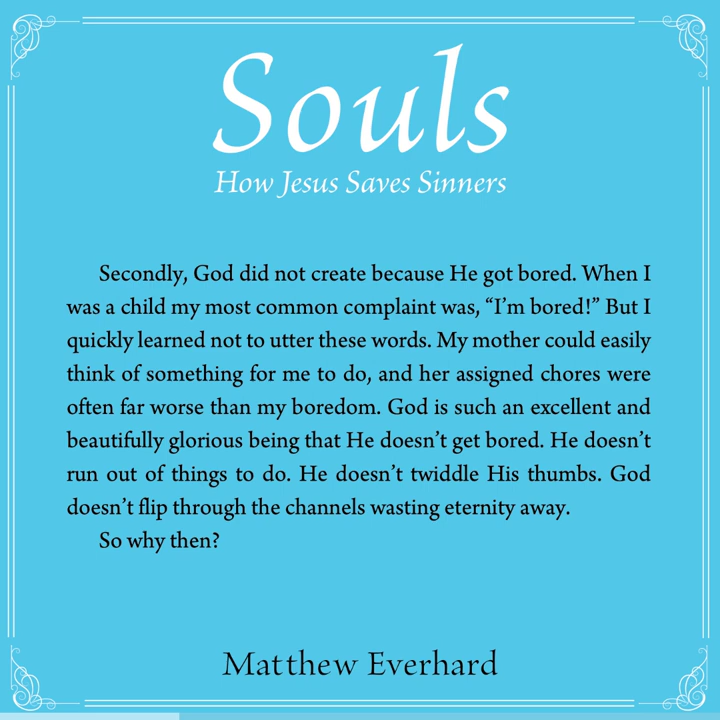 Souls
How Jesus Saves Sinners
Secondly, God did not create because He got bored. When I
was a child my most common complaint was, “I’m bored!” But I
quickly learned not to utter these words. My mother could easily
think of something for me to do, and her assigned chores were
often far worse than my boredom. God is such an excellent and
beautifully glorious being that He doesn’t get bored. He doesn’t
run out of things to do. He doesn’t twiddle His thumbs. God
doesn’t flip through the channels wasting eternity away.
So why then?
Matthew Everhard